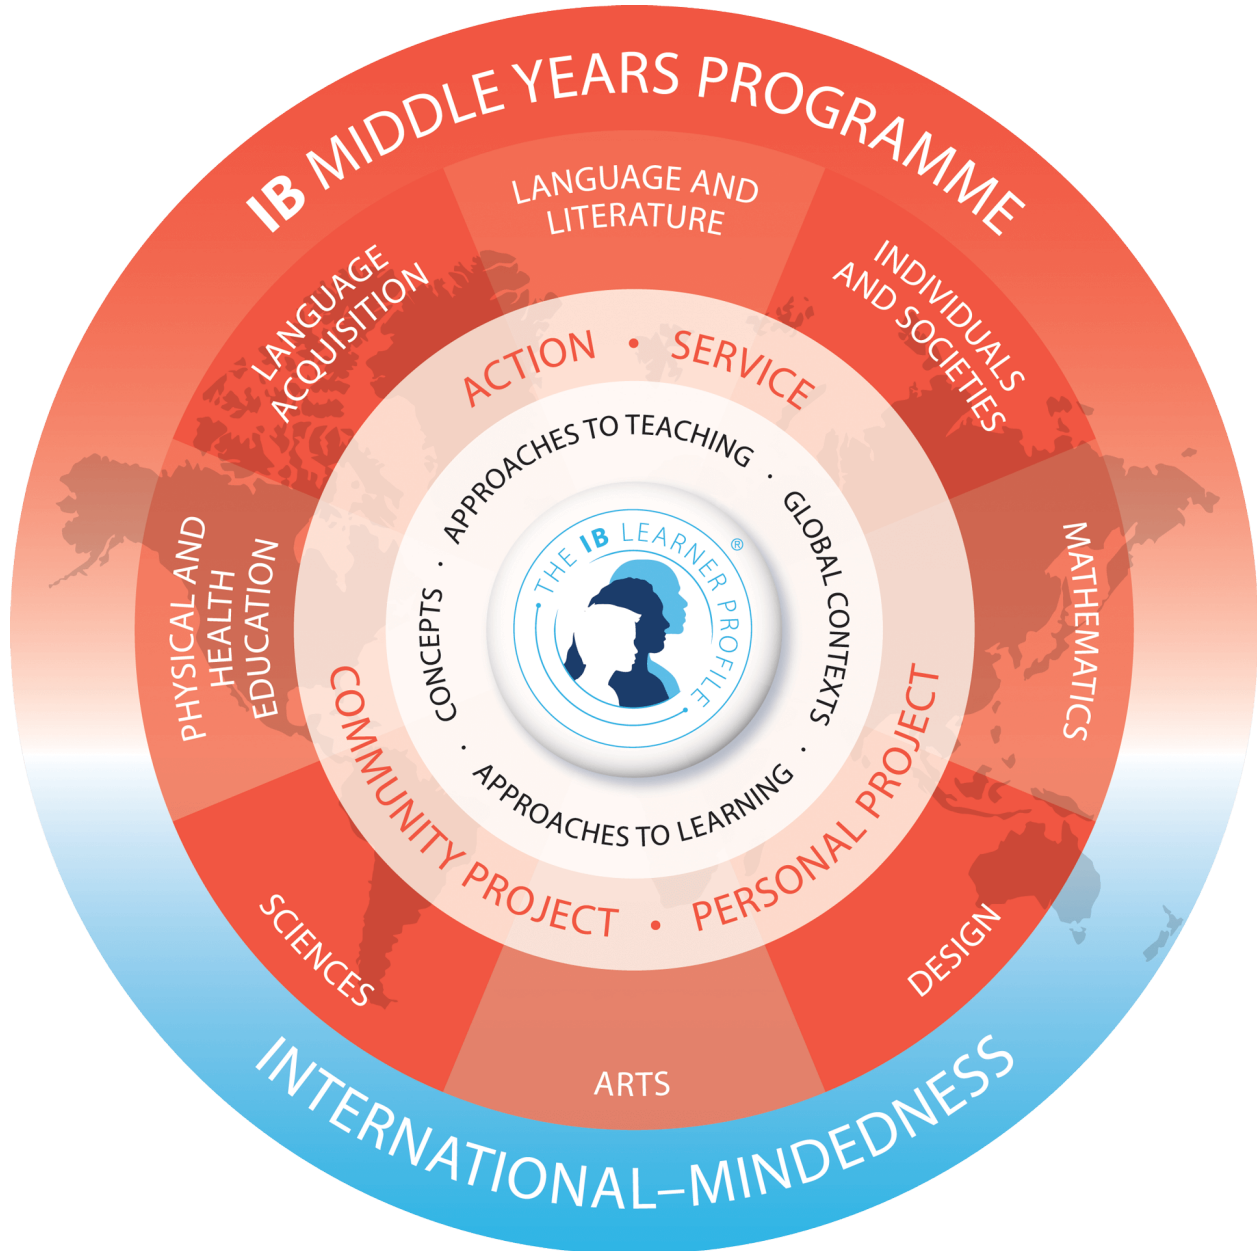 IB MIDDLE YEARS PROGRAMME
LANGUAGE AND
LITERATURE
INDIVIDUALS
AND SOCIETIES
MATHEMATICS
DESIGN
ARTS
SCIENCES
PHYSICAL AND
HEALTH
EDUCATION
LANGUAGE
ACQUISITION
ACTION • SERVICE
PERSONAL PROJECT
•
COMMUNITY PROJECT
APPROACHES TO TEACHING ·
GLOBAL CONTEXTS ·
APPROACHES TO LEARNING ·
CONCEPTS ·
THE IB LEARNER PROFILE ®
INTERNATIONAL–MINDEDNESS